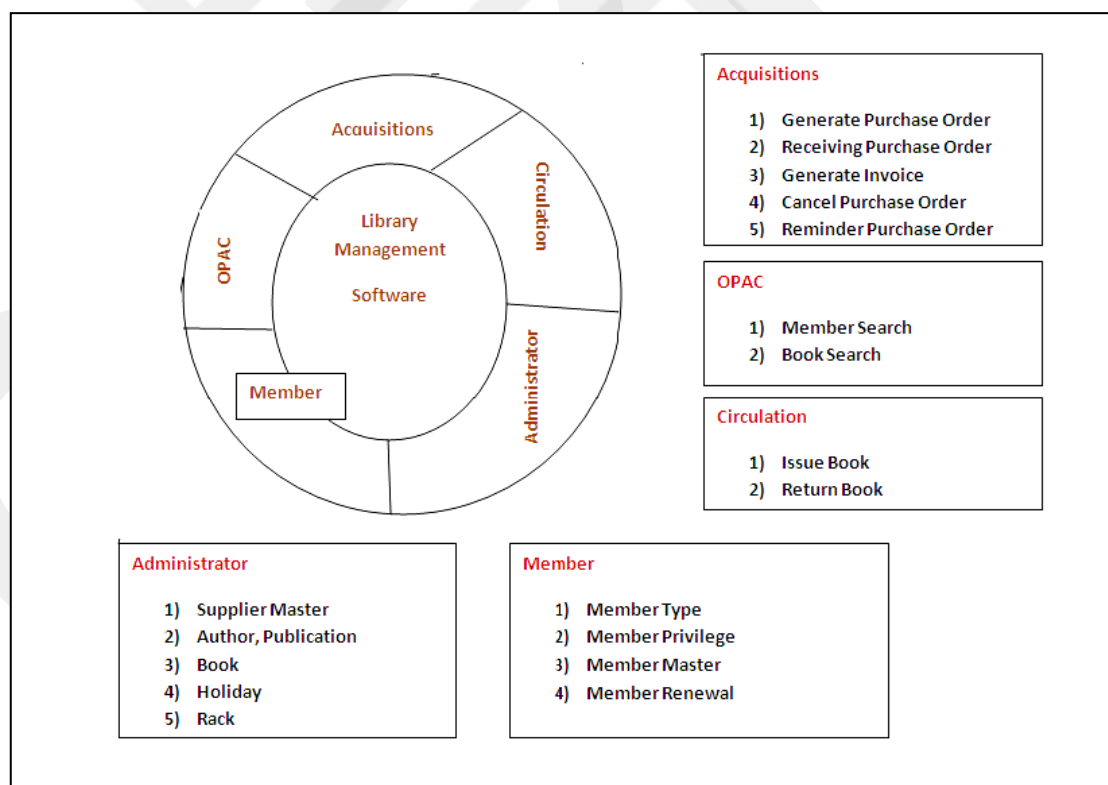 Acquisitions
Circulation
OPAC
Library
Management
Software
Member
Administrator
Acquisitions
1) Generate Purchase Order
2) Receiving Purchase Order
3) Generate Invoice
4) Cancel Purchase Order
5) Reminder Purchase Order
OPAC
1) Member Search
2) Book Search
Circulation
1) Issue Book
2) Return Book
Administrator
1) Supplier Master
2) Author, Publication
3) Book
4) Holiday
5) Rack
Member
1) Member Type
2) Member Privilege
3) Member Master
4) Member Renewal